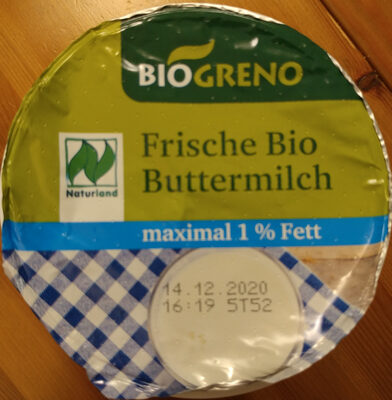 BIOGRENO
Naturland
Frische Bio
Buttermilch
maximal 1 % Fett
14.12.2020
16:19 5T52